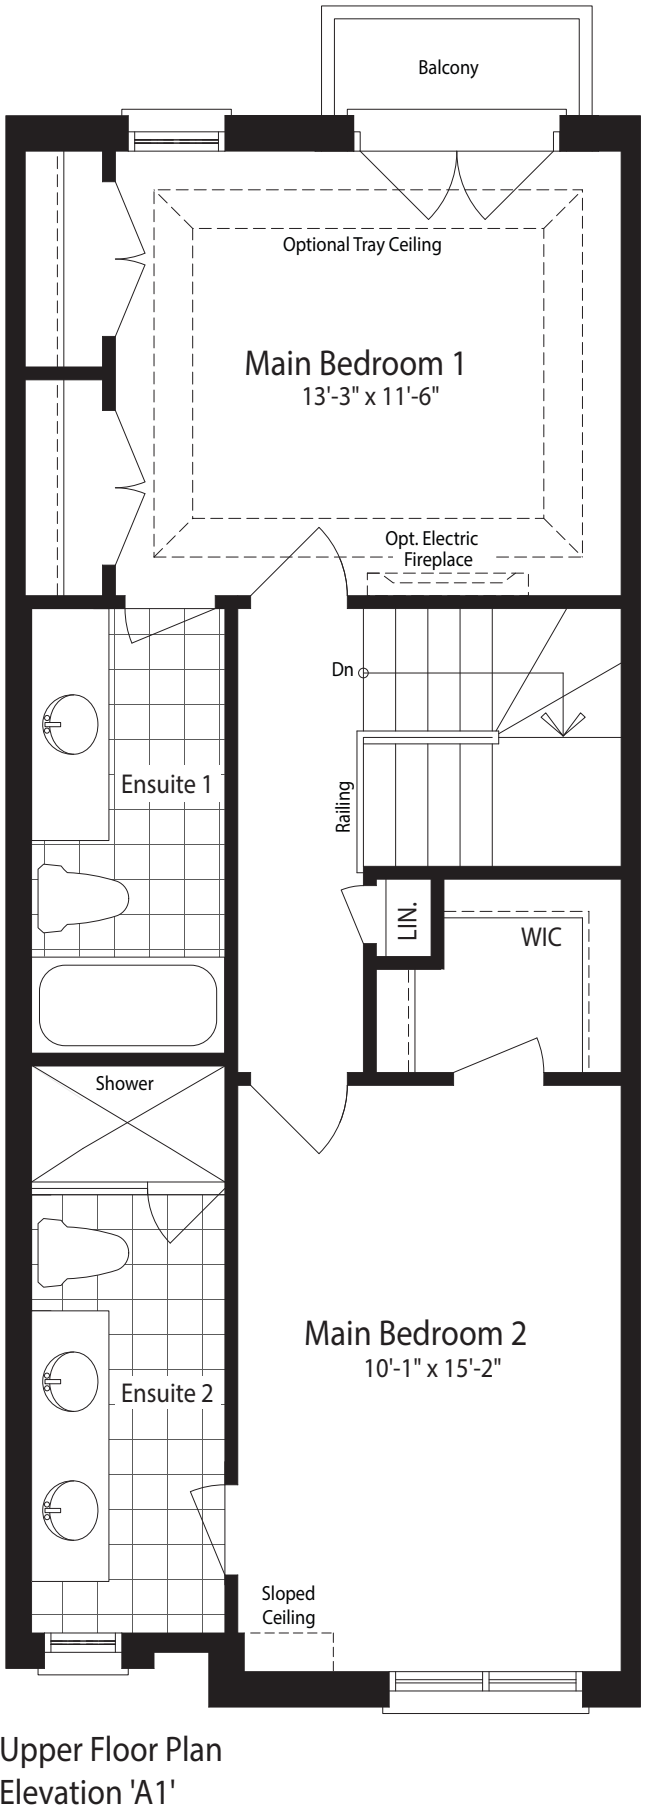 Balcony
Optional Tray Ceiling
Main Bedroom 1
13'-3" x 11'-6"
Opt. Electric
Fireplace
Dn
Ensuite 1
Railing
LIN.
WIC
Shower
Main Bedroom 2
10'-1" x 15'-2"
Ensuite 2
Sloped
Ceiling
Upper Floor Plan
Elevation 'A1'